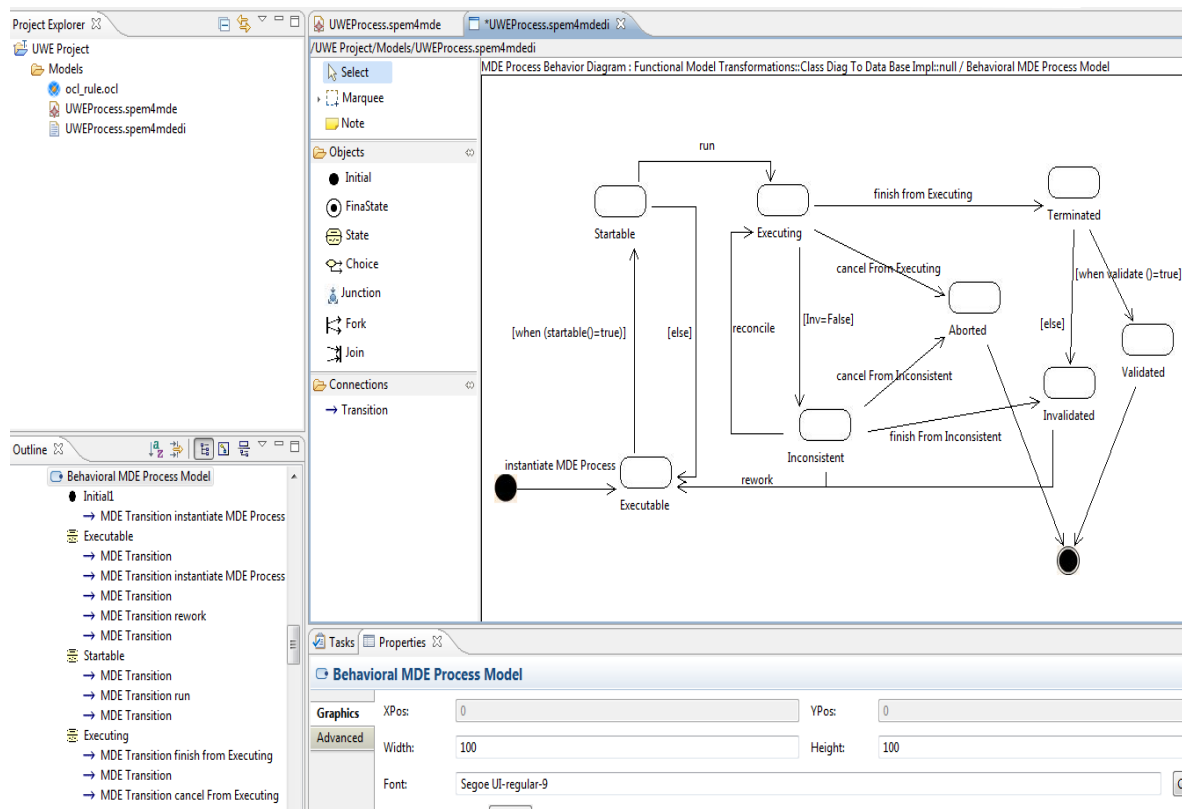 Project Explorer
UWE Project
Models
ocl_rule.ocl
UWEProcess.spem4mde
UWEProcess.spem4mdedi
Outline
Behavioral MDE Process Model
Initial1
MDE Transition instantiate MDE Process
Executable
MDE Transition
MDE Transition instantiate MDE Process
MDE Transition
MDE Transition rework
MDE Transition
Startable
MDE Transition
MDE Transition run
MDE Transition
Executing
MDE Transition finish from Executing
MDE Transition
MDE Transition cancel From Executing
UWEProcess.spem4mde
*UWEProcess.spem4mdedi
/UWE Project/Models/UWEProcess.spem4mdedi
Select
Marquee
Note
Objects
Initial
FinaState
State
Choice
Junction
Fork
Join
Connections
Transition
MDE Process Behavior Diagram : Functional Model Transformations::Class Diag To Data Base Impl::null / Behavioral MDE Process Model
run
finish from Executing
Terminated
Startable
Executing
cancel From Executing
[when validate ()=true]
[when (startable()=true)]
[else]
reconcile
[Inv=False]
Aborted
[else]
Validated
cancel From Inconsistent
Invalidated
finish From Inconsistent
Inconsistent
instantiate MDE Process
rework
Executable
Tasks
Properties
Behavioral MDE Process Model
Graphics
Advanced
XPos:
0
YPos:
0
Width:
100
Height:
100
Font:
Segoe UI-regular-9